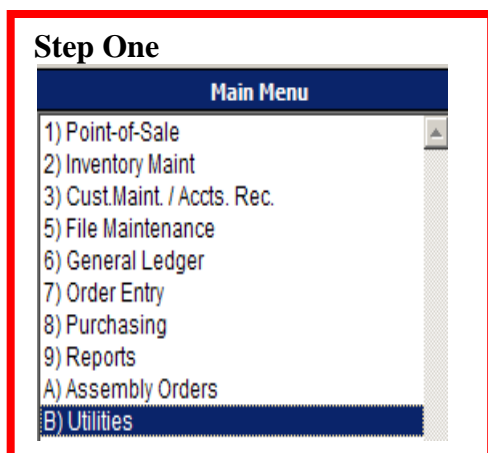 Step One
Main Menu
1) Point-of-Sale
2) Inventory Maint
3) Cust.Maint. / Accts. Rec.
5) File Maintenance
6) General Ledger
7) Order Entry
8) Purchasing
9) Reports
A) Assembly Orders
B) Utilities